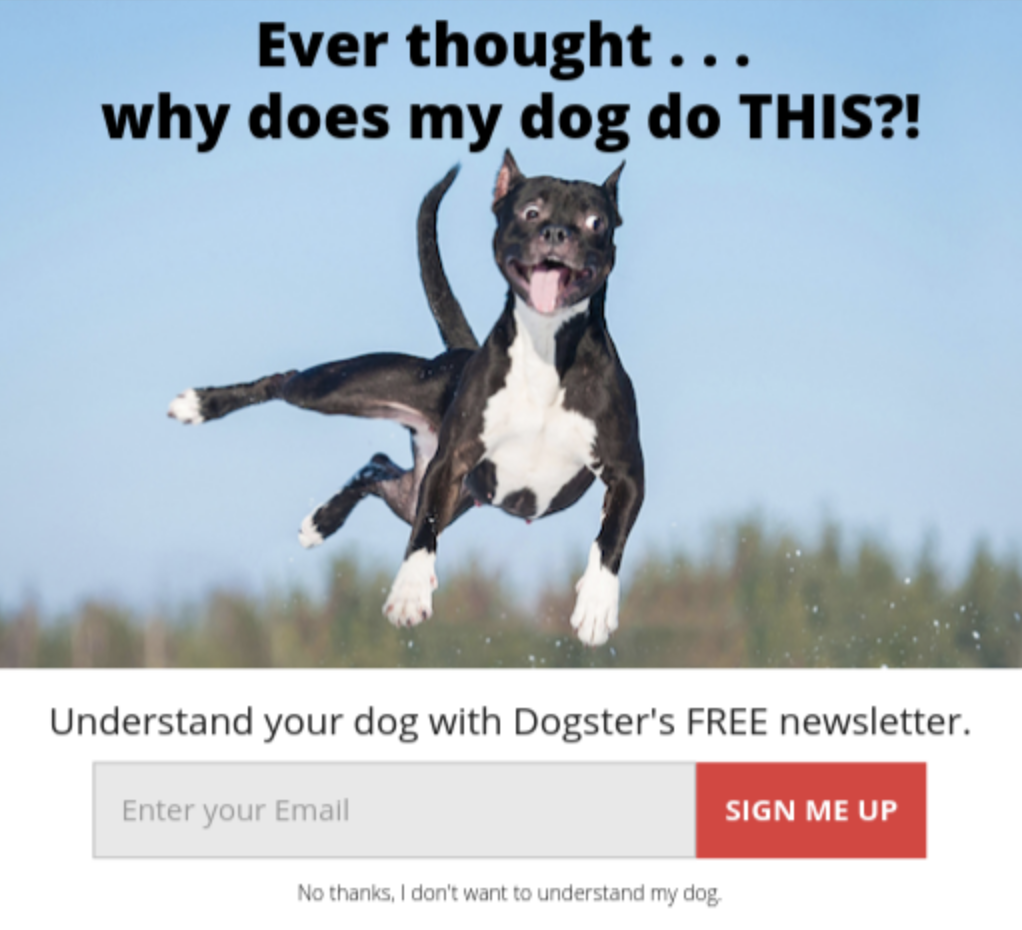 Ever thought . . .
why does my dog do THIS?!
Understand your dog with Dogster's FREE newsletter.
Enter your Email
SIGN ME UP
No thanks, I don't want to understand my dog.